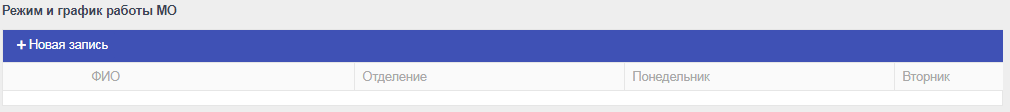 Режим и график работы МО
+ Новая запись
ФИО Отделение Понедельник Вторник